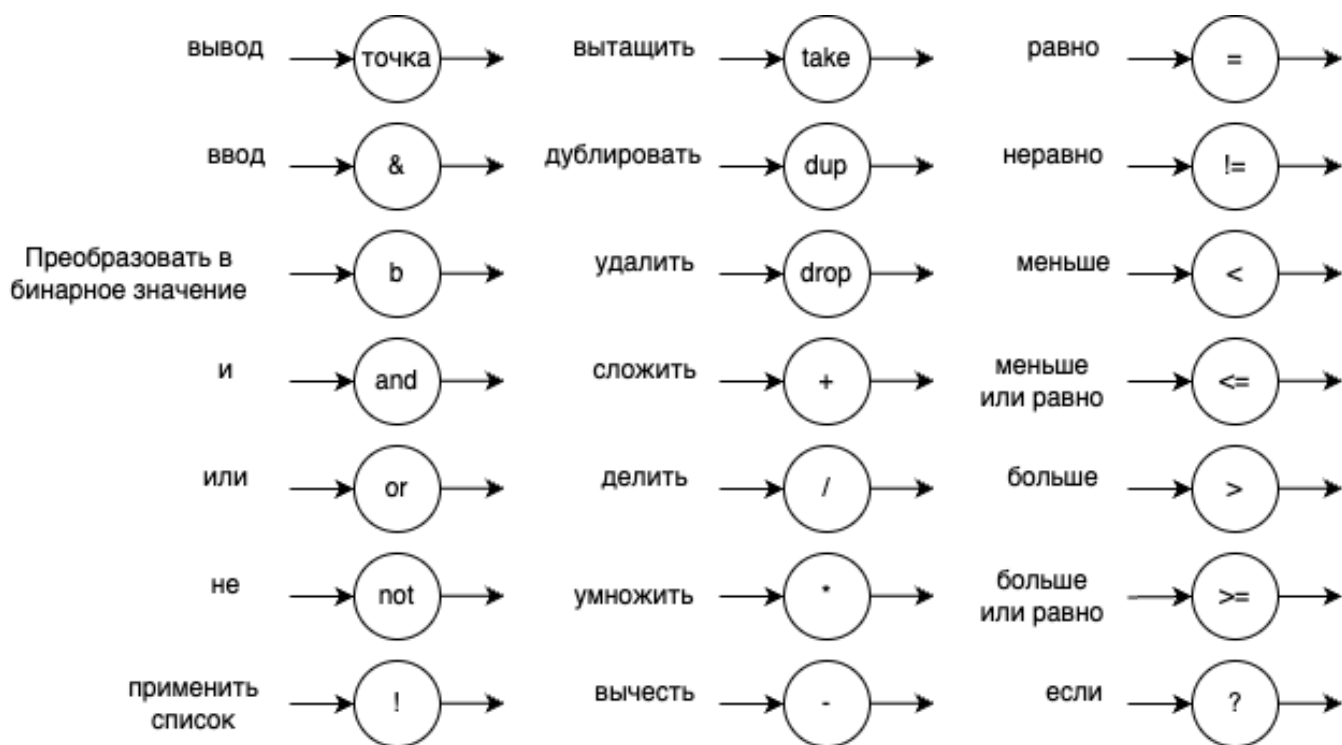 вывод
точка
вытащить
take
равно
=
ввод
&
дублировать
dup
неравно
!=
Преобразовать в
бинарное значение
b
удалить
drop
меньше
<
и
and
сложить
+
меньше
или равно
<=
или
or
делить
/
больше
>
не
not
умножить
*
больше
или равно
>=
применить
список
!
вычесть
-
если
?